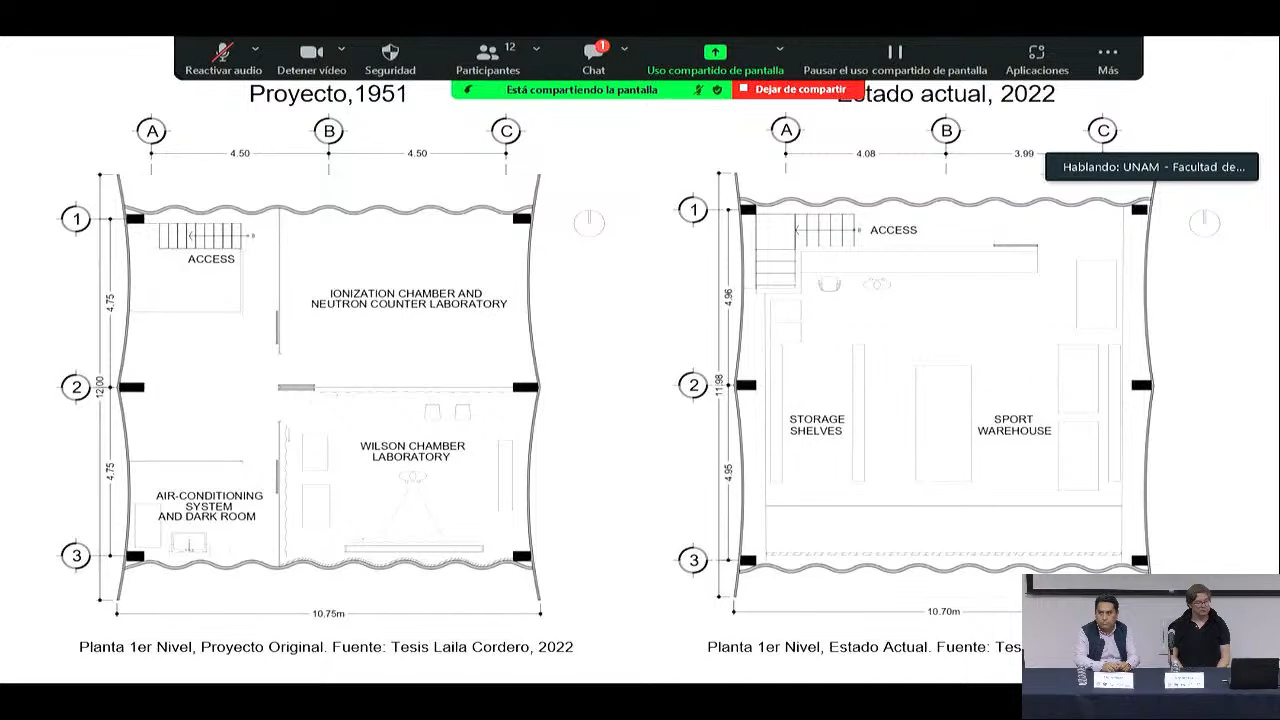 Reactivar audio
Detener vídeo
Seguridad
12
Participantes
1
Chat
Uso compartido de pantalla
Pausar el uso compartido de pantalla
Aplicaciones
Más
Está compartiendo la pantalla
Dejar de compartir
Hablando: UNAM - Facultad de...
Proyecto,1951
A
B
C
4.50
4.50
1
2
3
4.75
12.00
4.75
ACCESS
IONIZATION CHAMBER AND
NEUTRON COUNTER LABORATORY
WILSON CHAMBER
LABORATORY
AIR-CONDITIONING
SYSTEM
AND DARK ROOM
10.75m
Planta 1er Nivel, Proyecto Original. Fuente: Tesis Laila Cordero, 2022
Estado actual, 2022
A
B
C
4.08
3.99
1
2
3
4.96
11.98
4.95
ACCESS
STORAGE
SHELVES
SPORT
WAREHOUSE
10.70m
Planta 1er Nivel, Estado Actual. Fuente: Tes